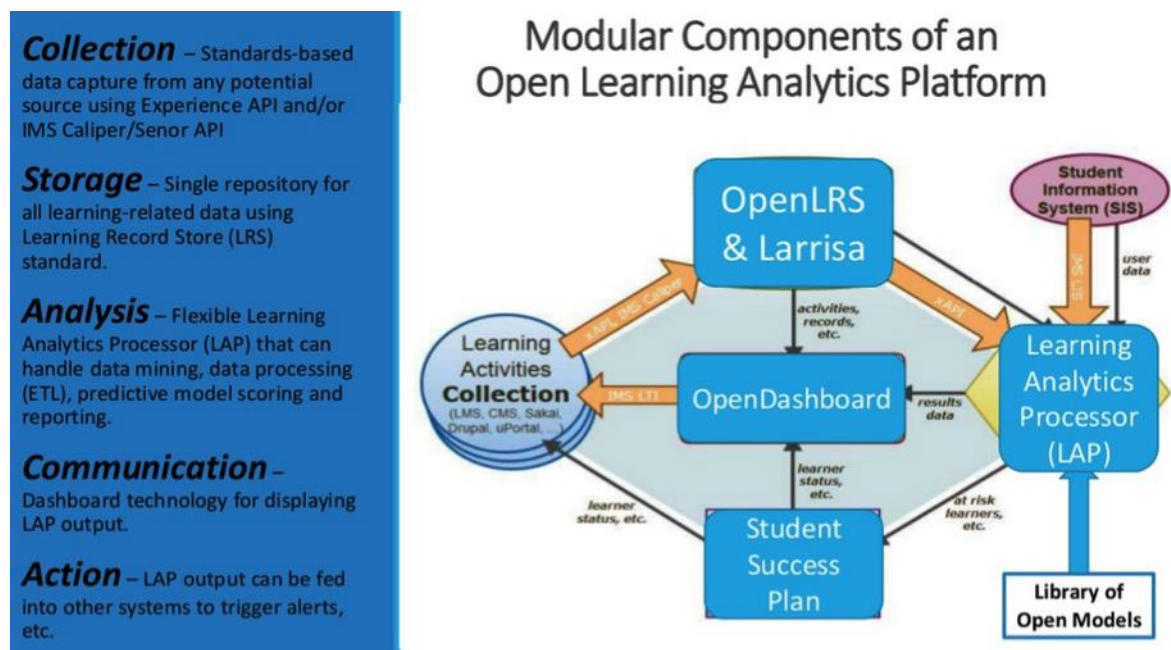 Collection – Standards-based
data capture from any potential
source using Experience API and/or
IMS Caliper/Senor API
Storage – Single repository for
all learning-related data using
Learning Record Store (LRS)
standard.
Analysis – Flexible Learning
Analytics Processor (LAP) that can
handle data mining, data processing
(ETL), predictive model scoring and
reporting.
Communication –
Dashboard technology for displaying
LAP output.
Action – LAP output can be fed
into other systems to trigger alerts,
etc.
Modular Components of an
Open Learning Analytics Platform
OpenLRS
& Larrisa
Student
Information
System (SIS)
IMS LIS
user
data
xAPI, IMS Caliper
xAPI
activities,
records,
etc.
Learning
Activities
Collection
(LMS, CMS, Sakai,
Drupal, uPortal, ...)
IMS LTI
OpenDashboard
results
data
Learning
Analytics
Processor
(LAP)
learner
status,
etc.
learner
status, etc.
at risk
learners,
etc.
Student
Success
Plan
Library of
Open Models